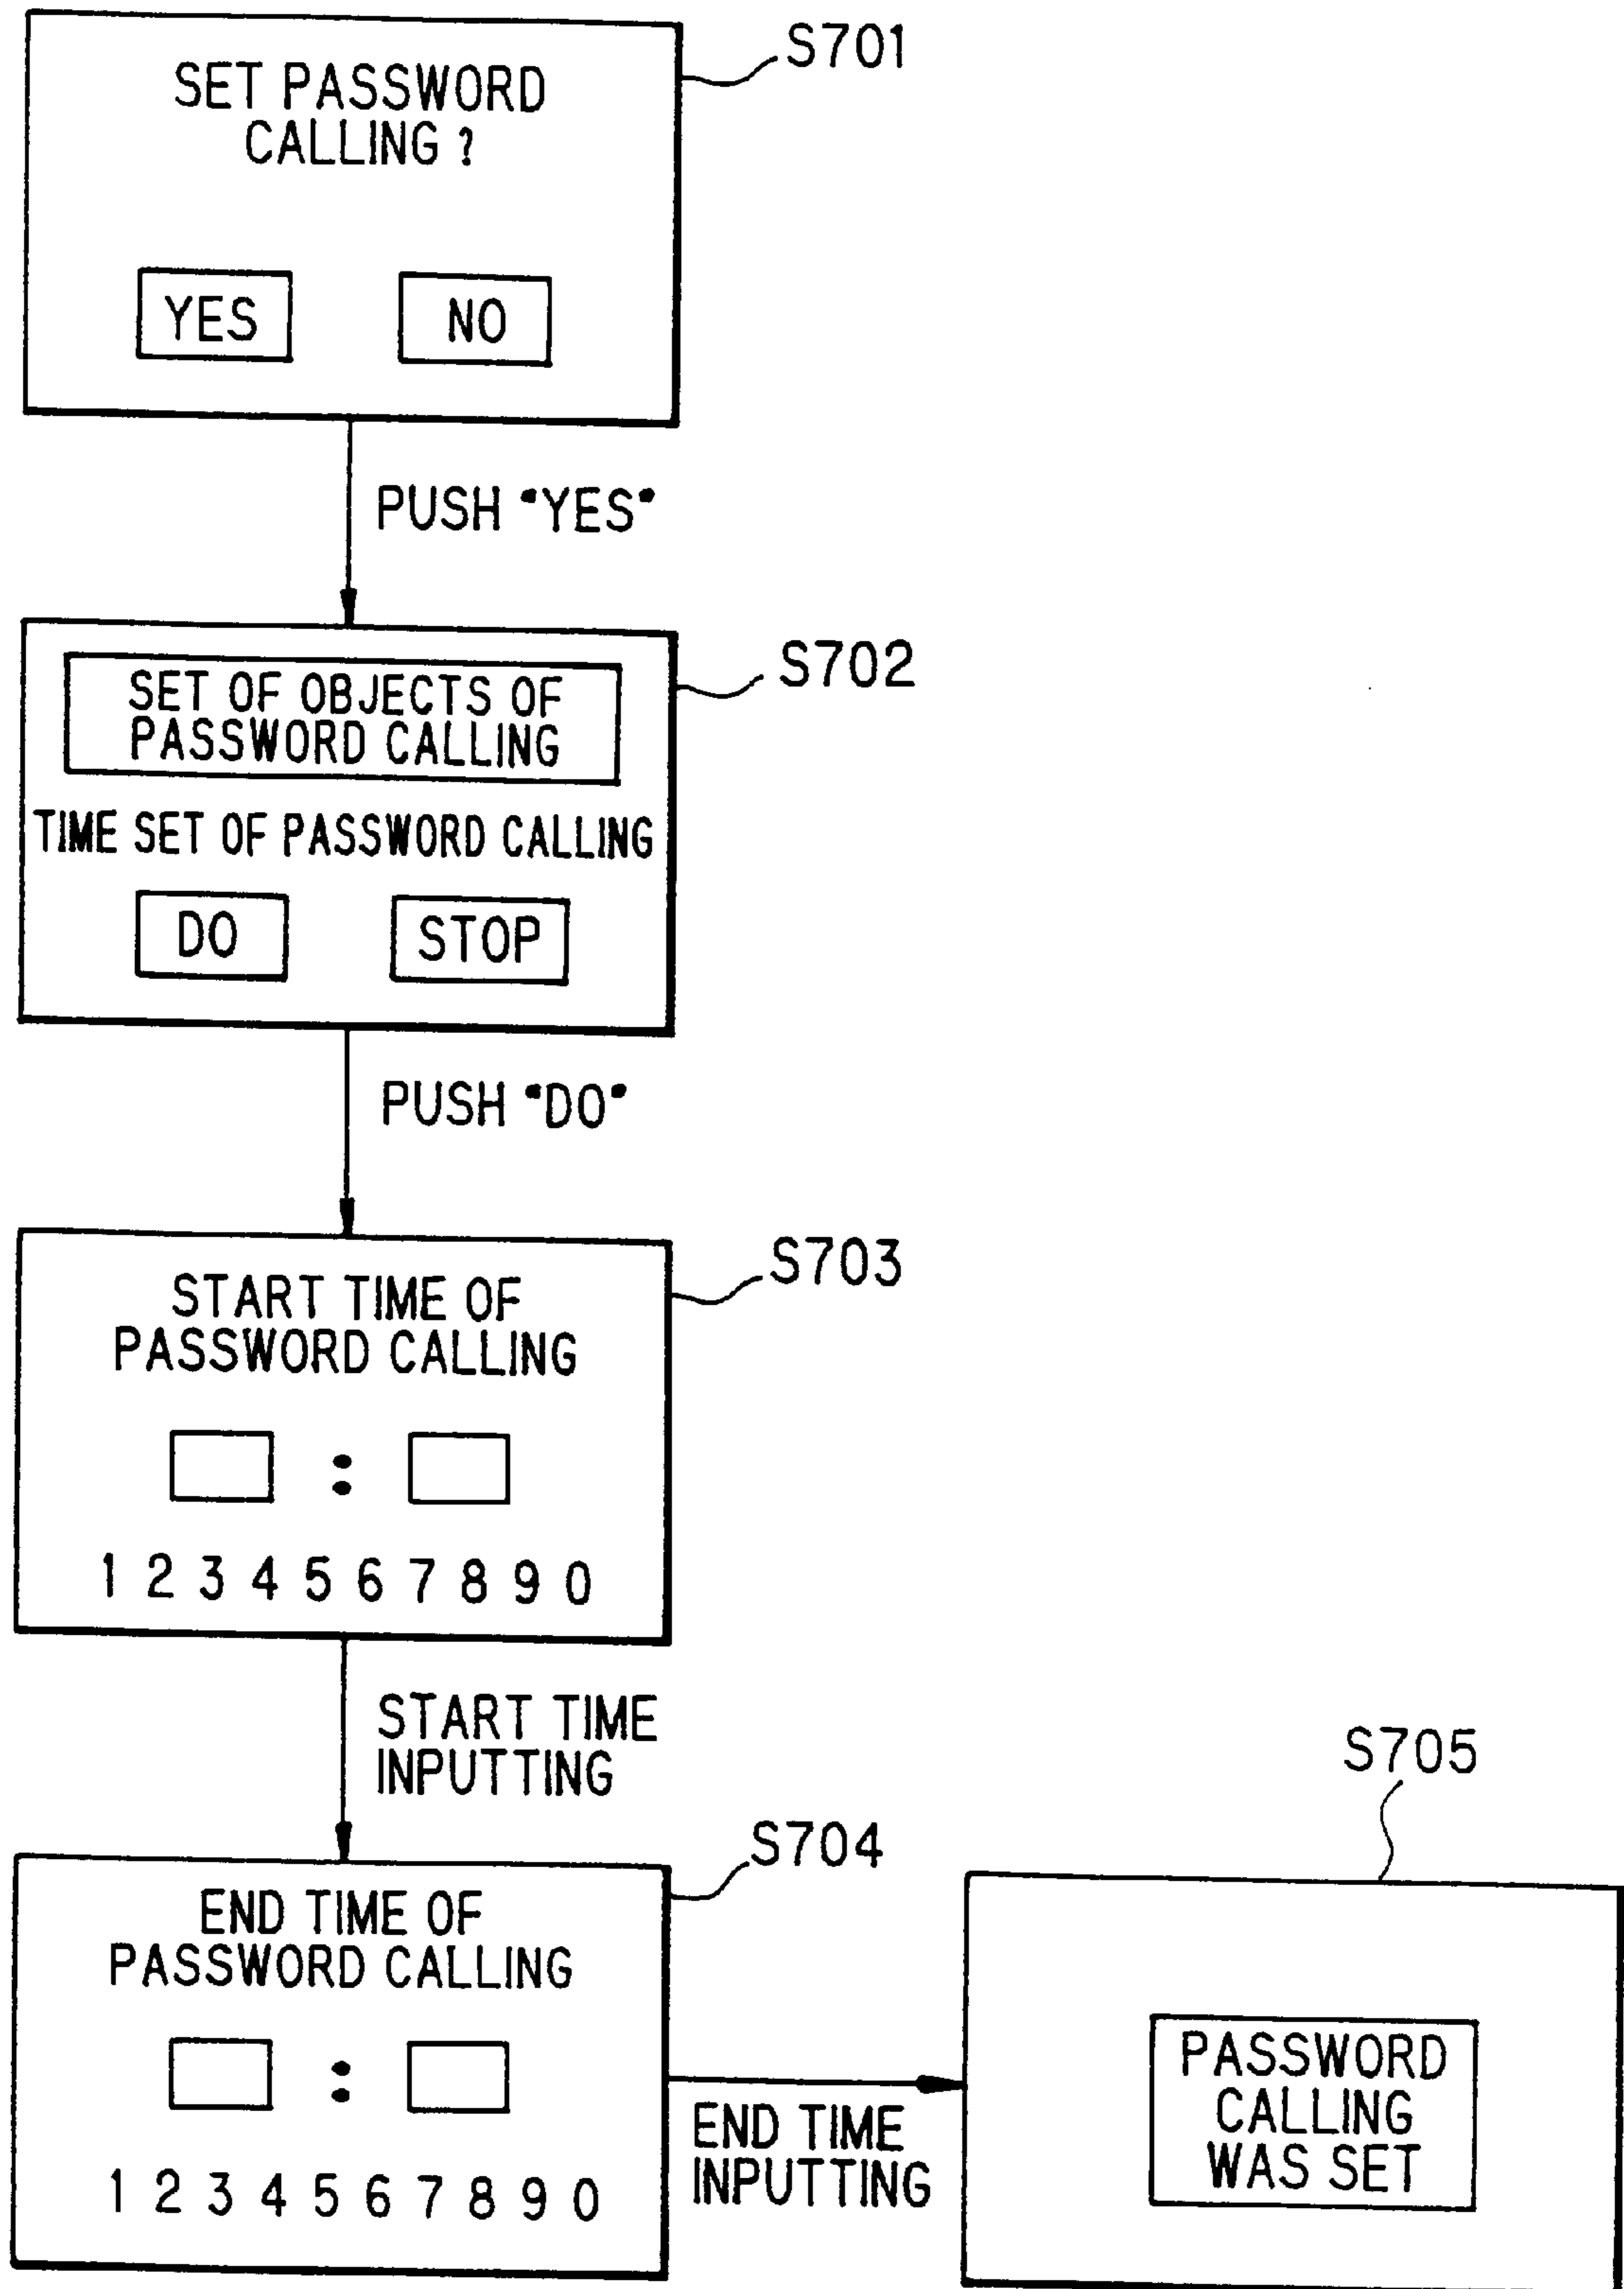 S701
SET PASSWORD
CALLING ?
YES NO
PUSH "YES"
S702
SET OF OBJECTS OF
PASSWORD CALLING
TIME SET OF PASSWORD CALLING
DO STOP
PUSH "DO"
S703
START TIME OF
PASSWORD CALLING
:
1 2 3 4 5 6 7 8 9 0
START TIME
INPUTTING
S704
END TIME OF
PASSWORD CALLING
:
1 2 3 4 5 6 7 8 9 0
END TIME
INPUTTING
S705
PASSWORD
CALLING
WAS SET